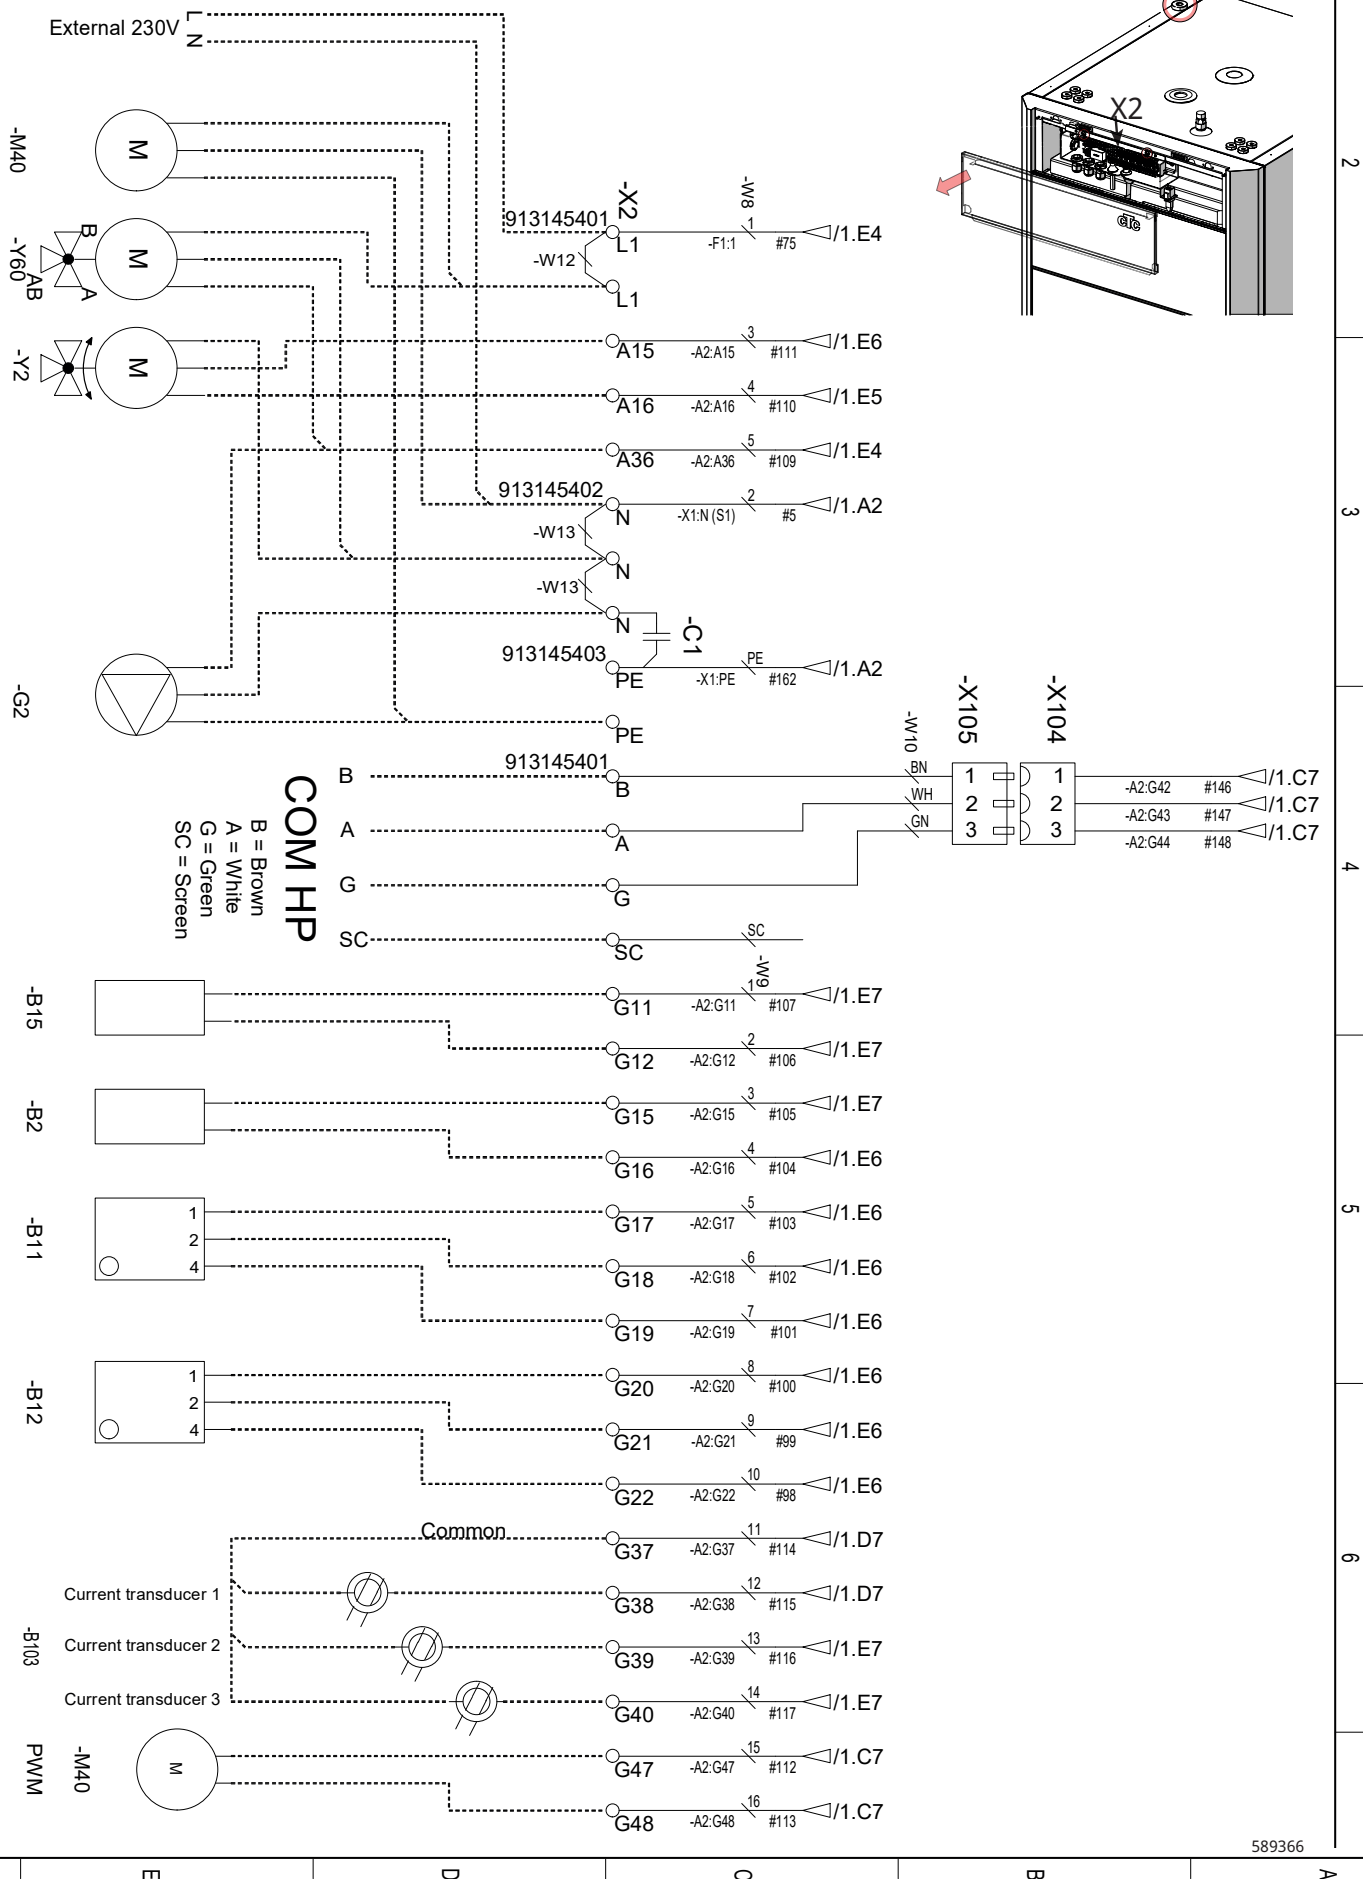 External 230V
L
N
X2
CTC
-M40
M
-Y60
B
AB
A
M
-Y2
M
-G2
-X2
913145401
L1
-W12
L1
-W8
1
-F1:1 #75 /1.E4
A15
3
-A2:A15 #111 /1.E6
A16
4
-A2:A16 #110 /1.E5
A36
5
-A2:A36 #109 /1.E4
913145402
N
2
-X1:N (S1) #5 /1.A2
-W13
N
-W13
N
-C1
913145403
PE
PE
-X1:PE #162 /1.A2
PE
-X105
-X104
-W10
COM HP
B = Brown
A = White
G = Green
SC = Screen
B
913145401
B
BN
1 1
-A2:G42 #146 /1.C7
A
A
WH
2 2
-A2:G43 #147 /1.C7
GN
3 3
-A2:G44 #148 /1.C7
G
G
SC
SC
SC
-W9
-B15
G11
1
-A2:G11 #107 /1.E7
G12
2
-A2:G12 #106 /1.E7
-B2
G15
3
-A2:G15 #105 /1.E7
G16
4
-A2:G16 #104 /1.E6
-B11
1
2
4
G17
5
-A2:G17 #103 /1.E6
G18
6
-A2:G18 #102 /1.E6
G19
7
-A2:G19 #101 /1.E6
-B12
1
2
4
G20
8
-A2:G20 #100 /1.E6
G21
9
-A2:G21 #99 /1.E6
G22
10
-A2:G22 #98 /1.E6
Common
G37
11
-A2:G37 #114 /1.D7
-B103
Current transducer 1
G38
12
-A2:G38 #115 /1.D7
Current transducer 2
G39
13
-A2:G39 #116 /1.E7
Current transducer 3
G40
14
-A2:G40 #117 /1.E7
-M40
PWM
M
G47
15
-A2:G47 #112 /1.C7
G48
16
-A2:G48 #113 /1.C7
589366
2
3
4
5
6
E D C B A